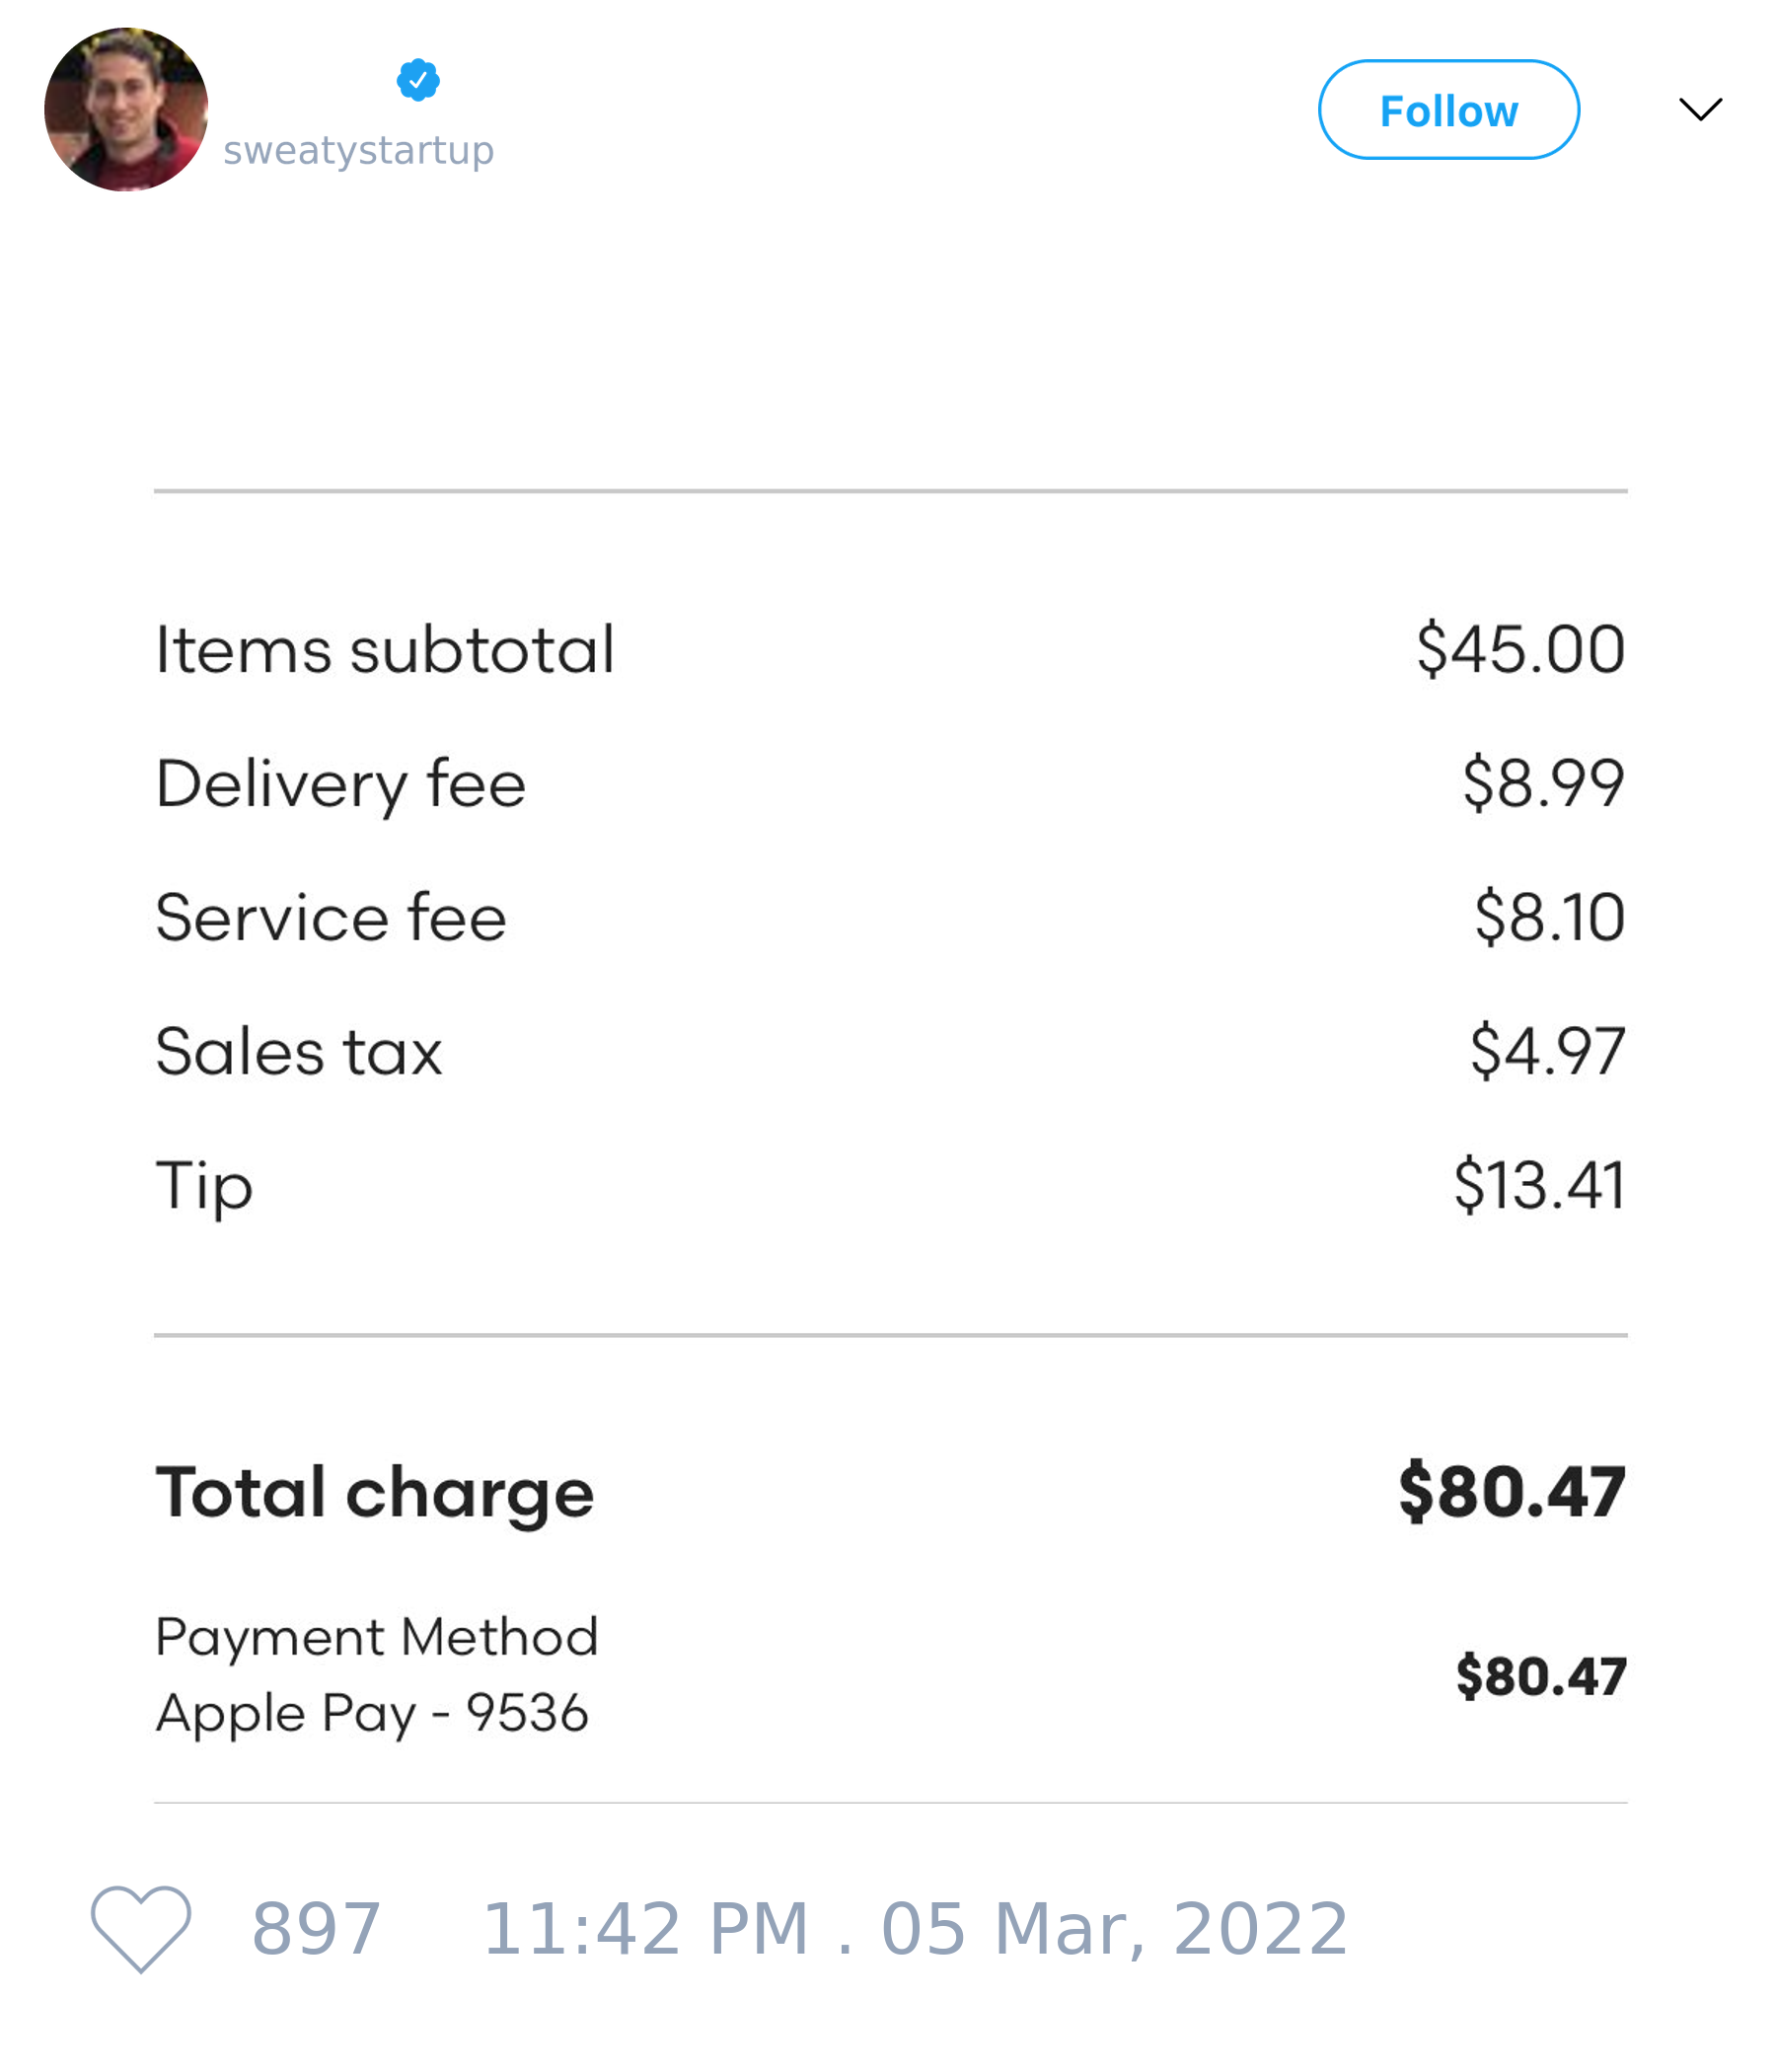 sweatystartup
Follow
Items subtotal $45.00
Delivery fee $8.99
Service fee $8.10
Sales tax $4.97
Tip $13.41
Total charge $80.47
Payment Method
Apple Pay - 9536 $80.47
897 11:42 PM . 05 Mar, 2022